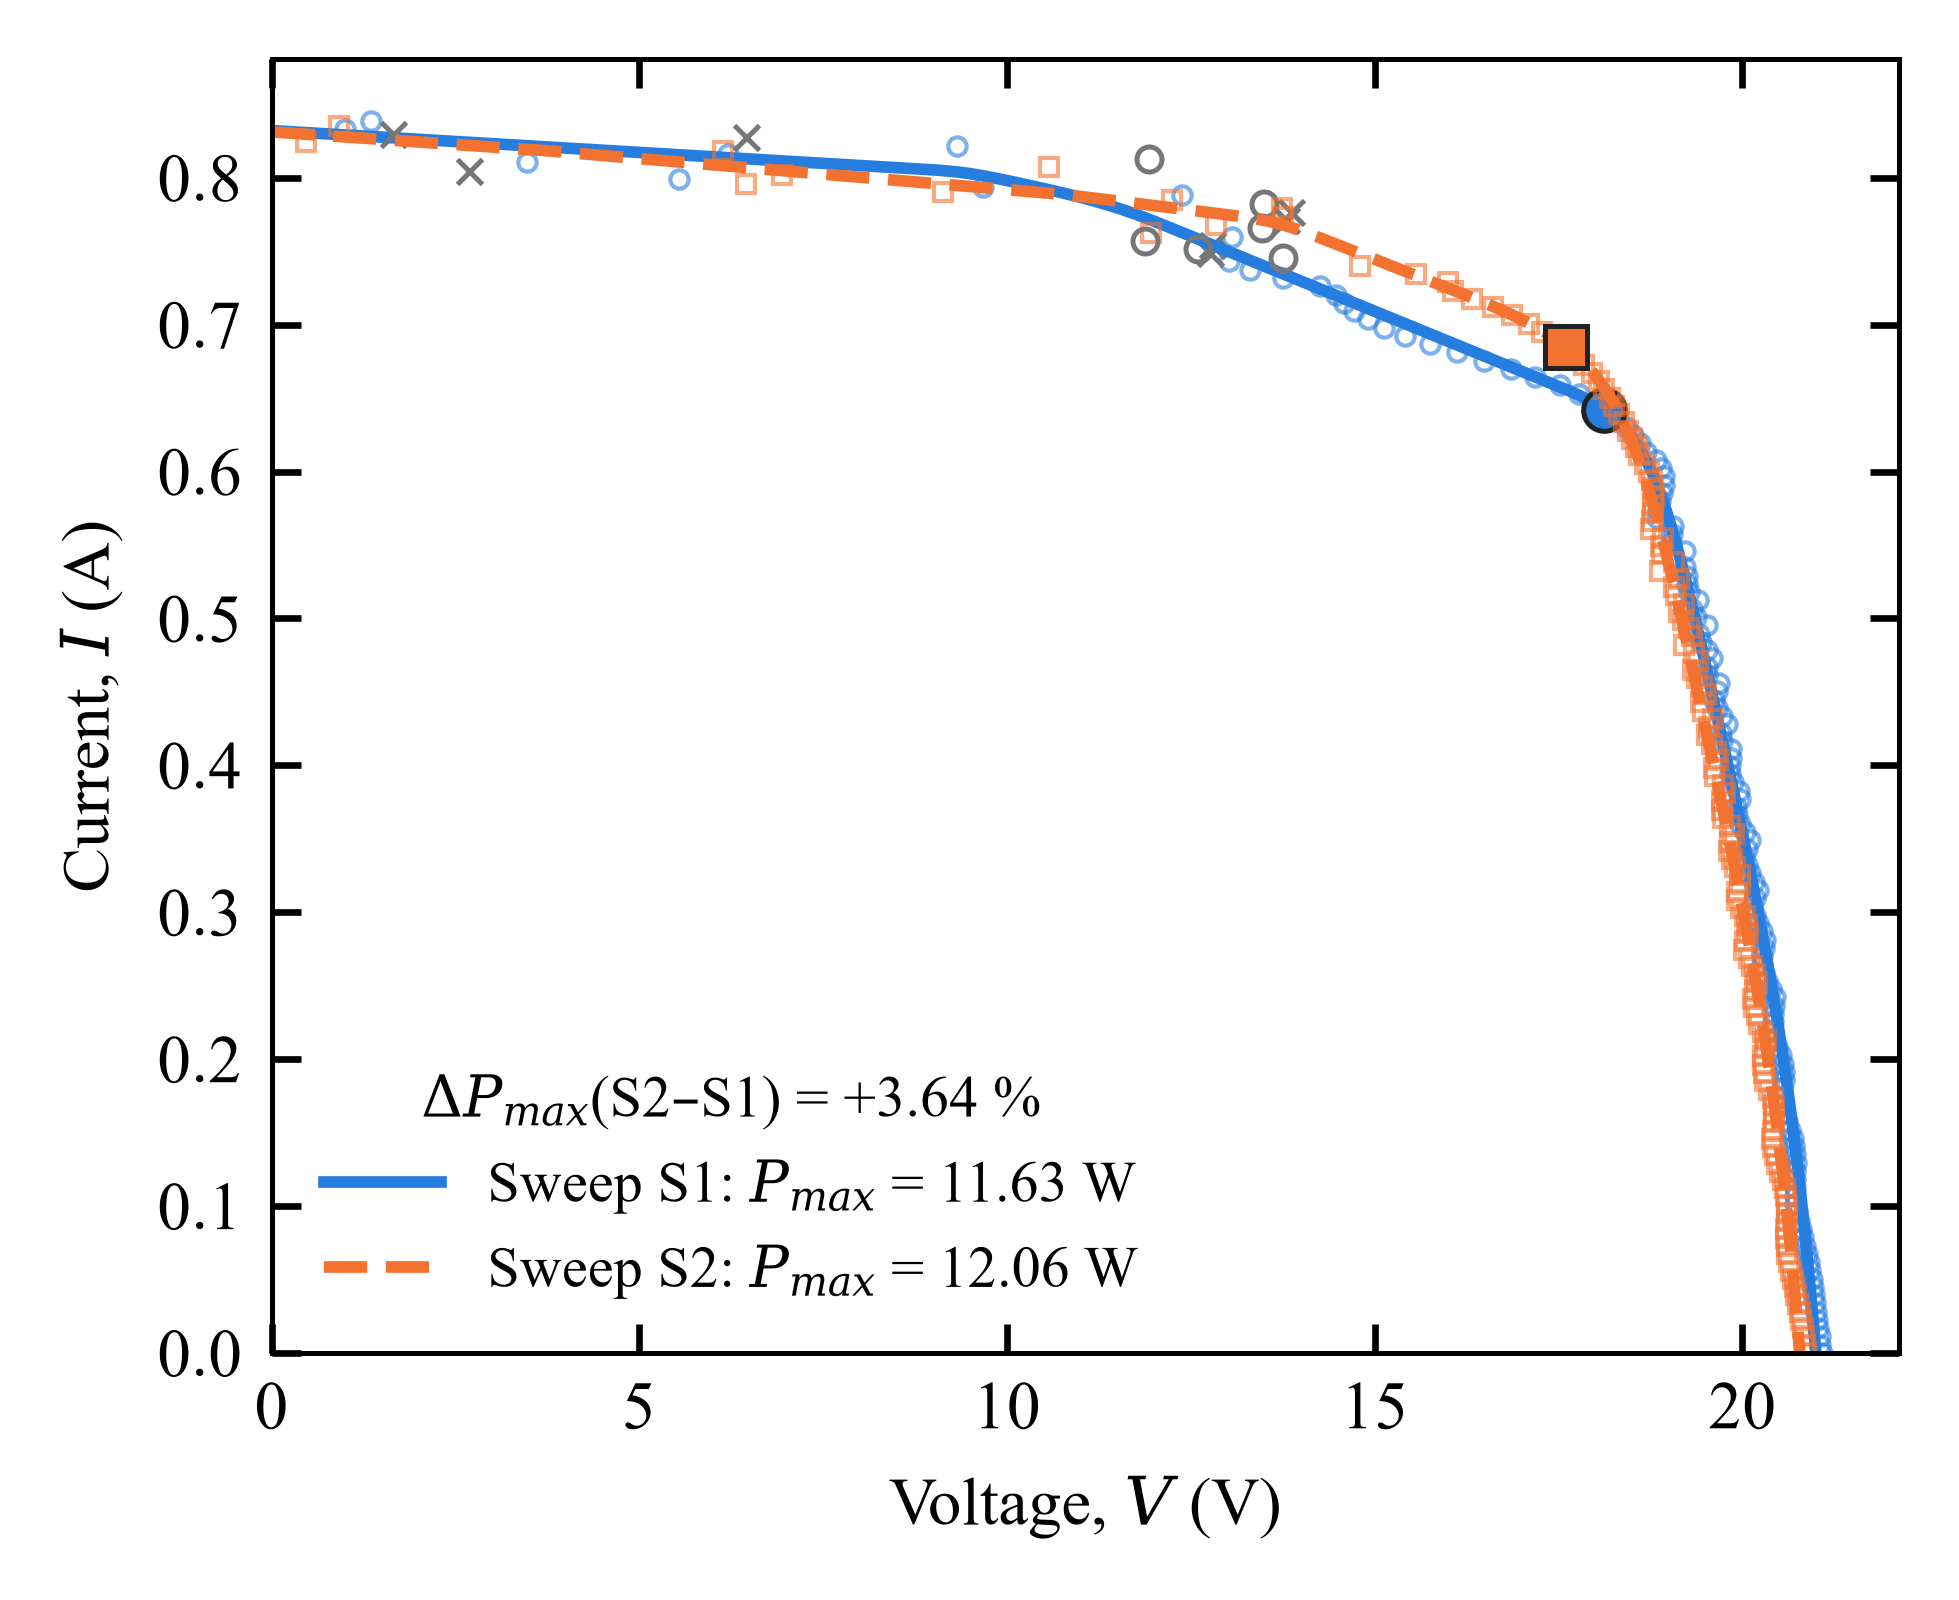 0.8
0.7
0.6
0.5
0.4
0.3
0.2
0.1
0.0
Current, I (A)
ΔPmax(S2–S1) = +3.64 %
Sweep S1: Pmax = 11.63 W
Sweep S2: Pmax = 12.06 W
0 5 10 15 20
Voltage, V (V)